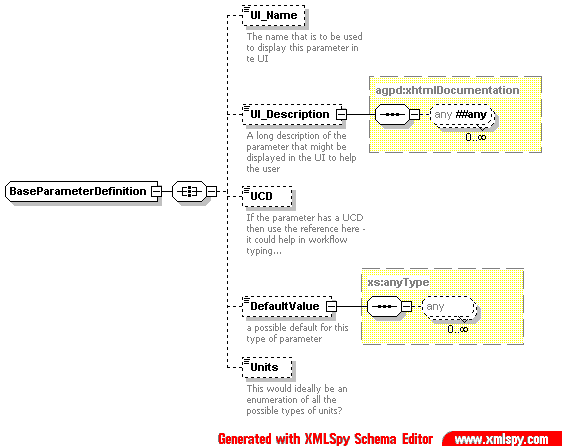 UI_Name
The name that is to be used
to display this parameter in
te UI
agpd:xhtmlDocumentation
UI_Description
any ##any
0..∞
A long description of the
parameter that might be
displayed in the UI to help
the user
BaseParameterDefinition
UCD
If the parameter has a UCD
then use the reference here -
it could help in workflow
typing...
xs:anyType
DefaultValue
any
0..∞
a possible default for this
type of parameter
Units
This would ideally be an
enumeration of all the
possible types of units?
Generated with XMLSpy Schema Editor www.xmlspy.com